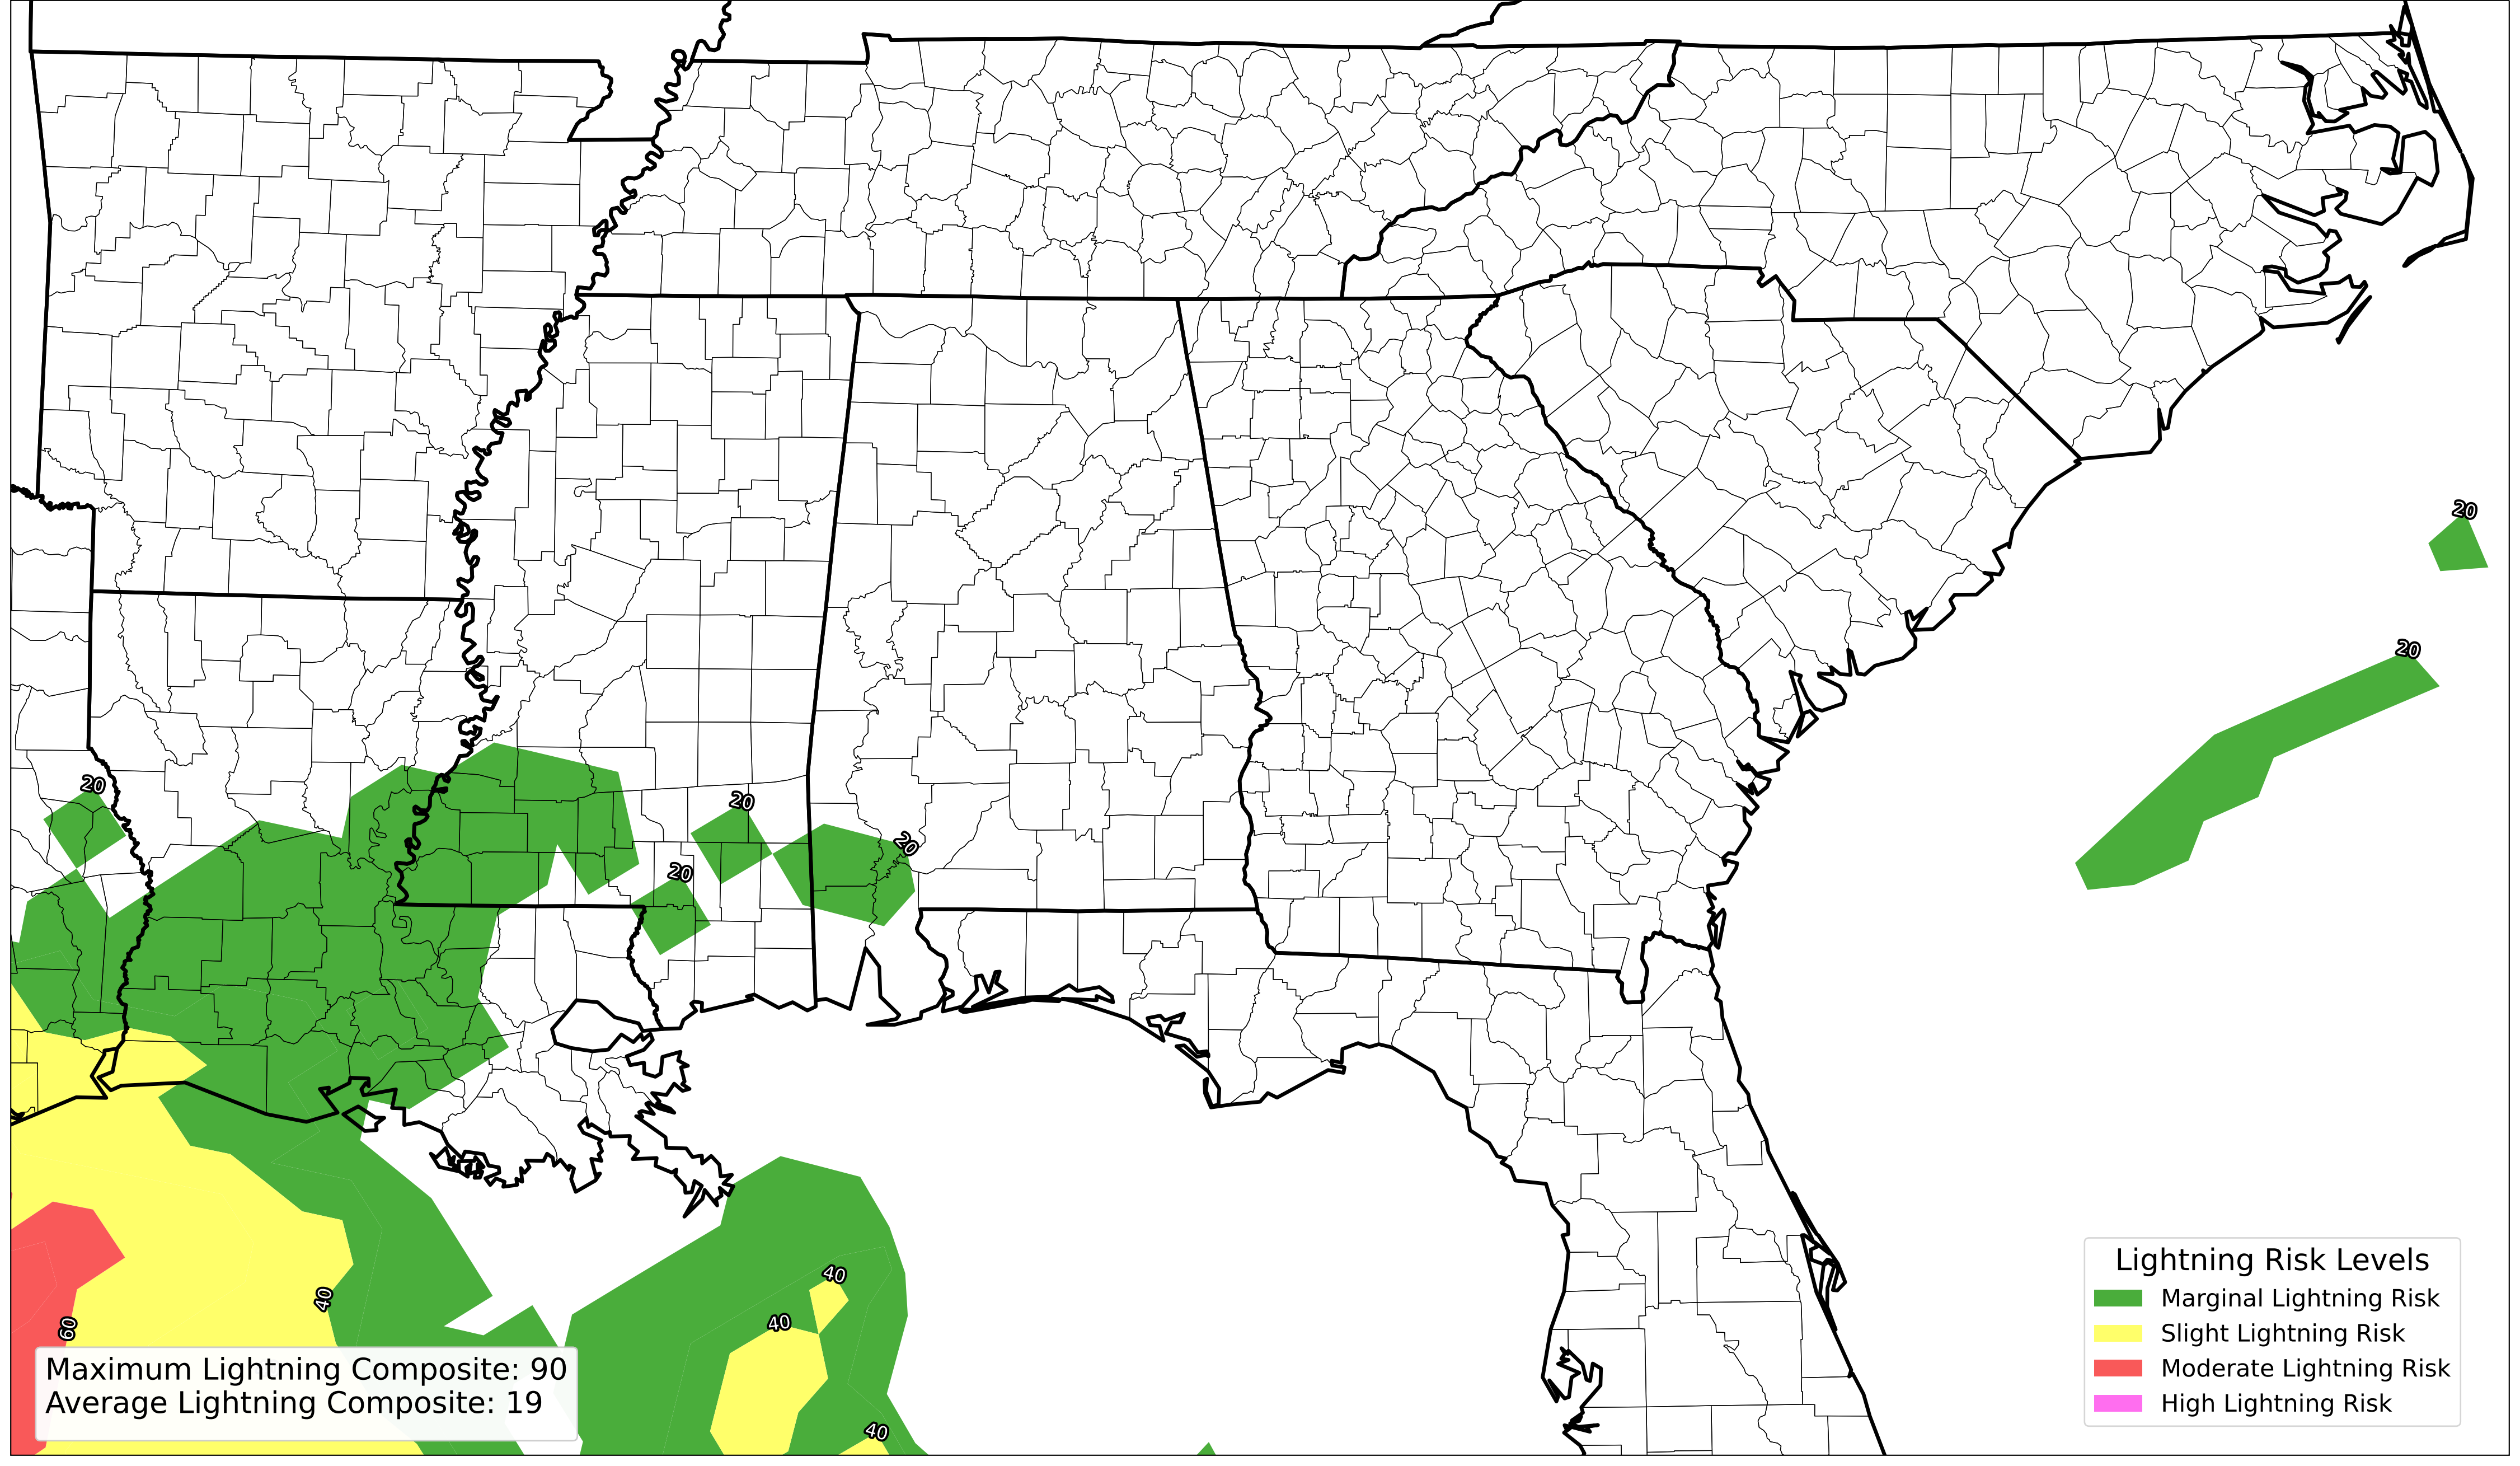 20
20
20
20
20
20
40
40
60
40
40
Maximum Lightning Composite: 90
Average Lightning Composite: 19
Lightning Risk Levels
Marginal Lightning Risk
Slight Lightning Risk
Moderate Lightning Risk
High Lightning Risk